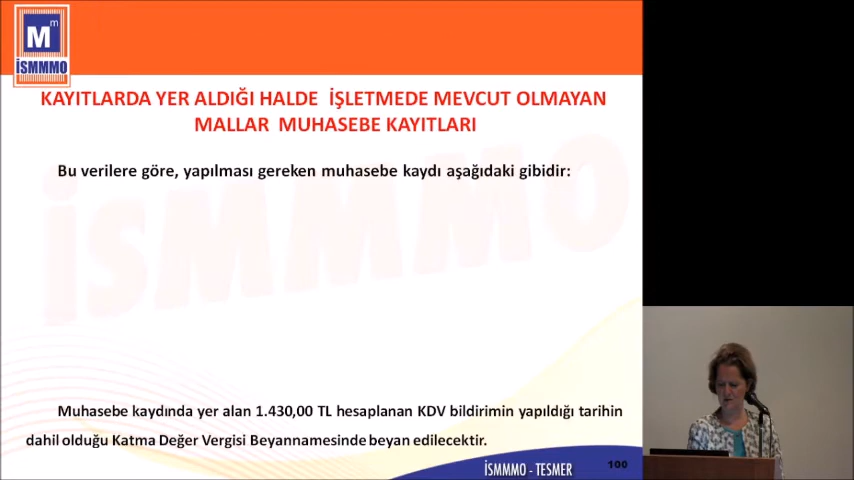 Mm
İSMMMO
KAYITLARDA YER ALDIĞI HALDE İŞLETMEDE MEVCUT OLMAYAN
MALLAR MUHASEBE KAYITLARI
Bu verilere göre, yapılması gereken muhasebe kaydı aşağıdaki gibidir:
İSMMMO
Muhasebe kaydında yer alan 1.430,00 TL hesaplanan KDV bildirimin yapıldığı tarihin
dahil olduğu Katma Değer Vergisi Beyannamesinde beyan edilecektir.
İSMMMO - TESMER
100